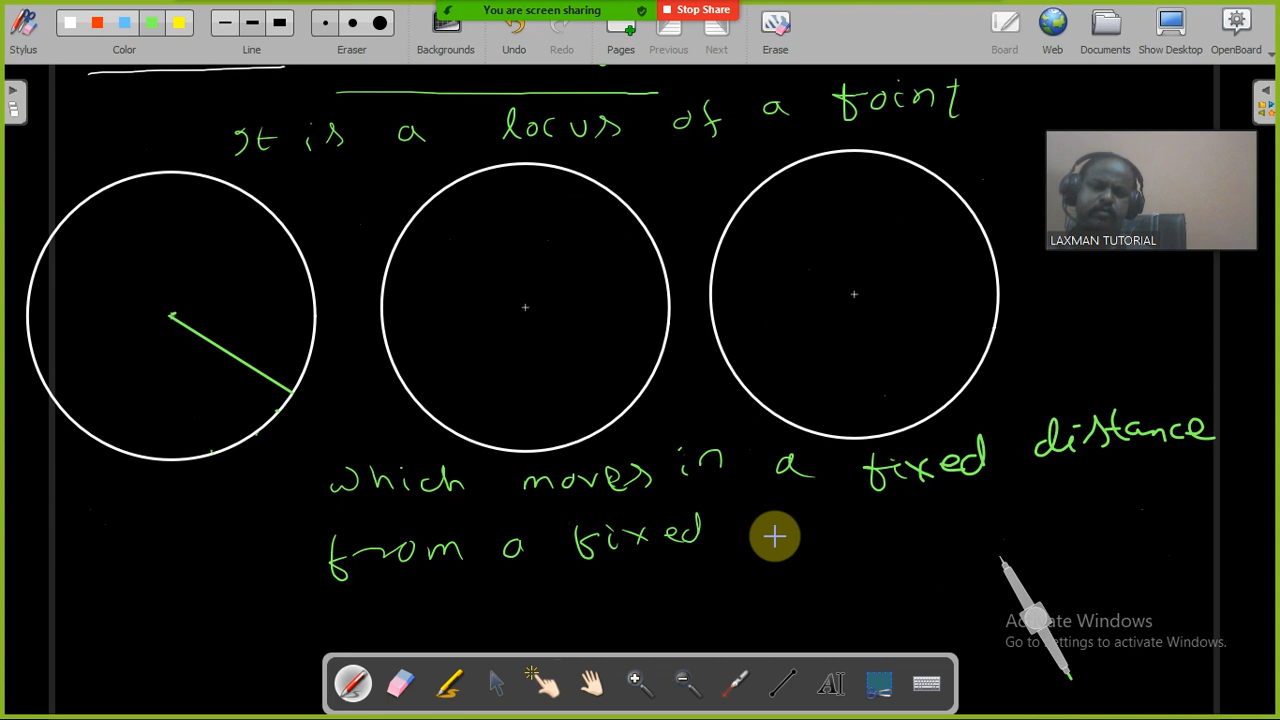 You are screen sharing
Stop Share
Stylus Color Line Eraser Backgrounds Undo Redo Pages Previous Next Erase Board Web Documents Show Desktop OpenBoard
It is a locus of a point
LAXMAN TUTORIAL
which moves in a fixed distance
from a fixed
Activate Windows
Go to Settings to activate Windows.